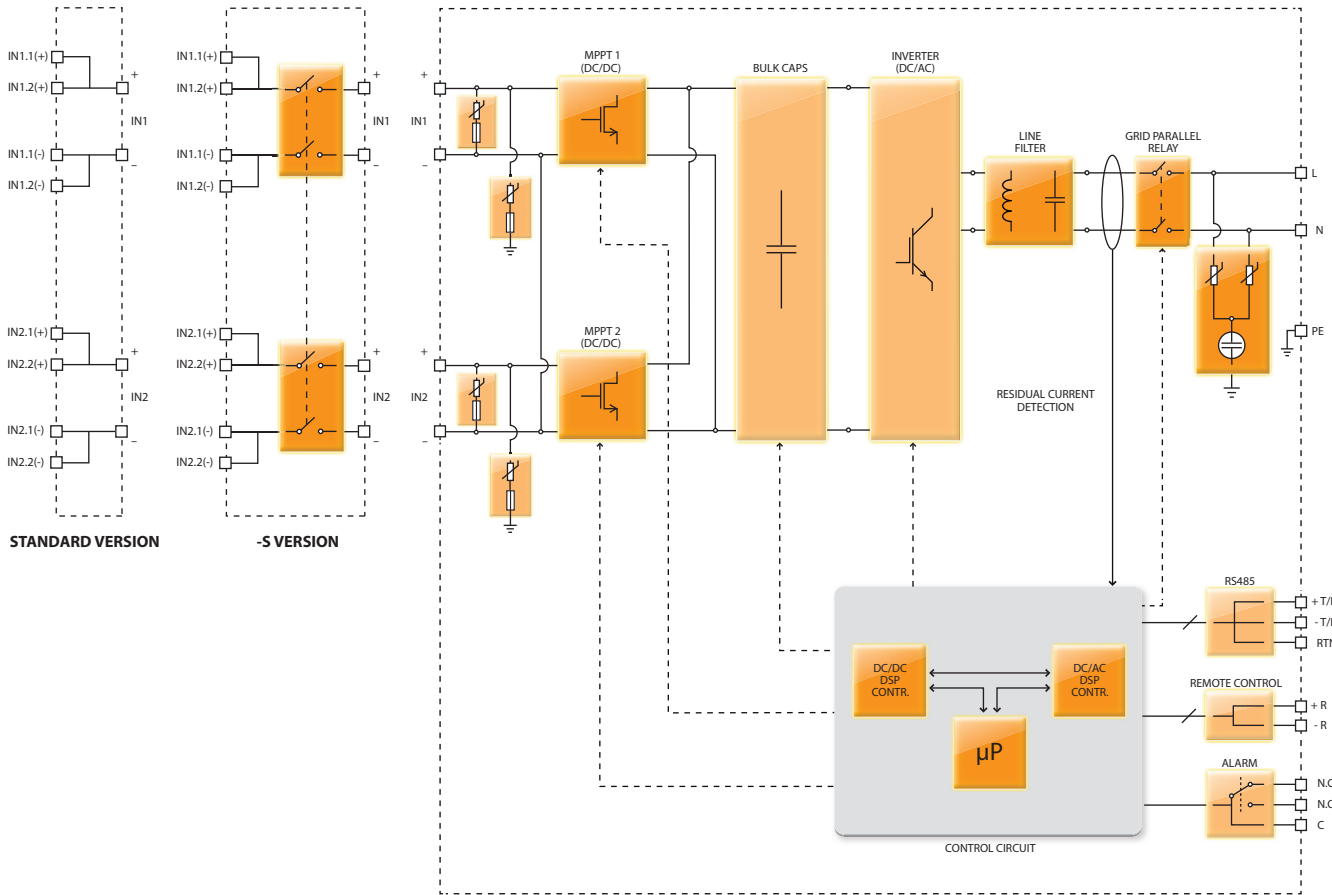 IN1.1(+)
IN1.2(+)
+
IN1
IN1.1(-)
–
IN1.2(-)
IN2.1(+)
+
IN2.2(+)
IN2
IN2.1(-)
–
IN2.2(-)
STANDARD VERSION
IN1.1(+)
+
IN1.2(+)
IN1
IN1.1(-)
–
IN1.2(-)
IN2.1(+)
+
IN2.2(+)
IN2
IN2.1(-)
–
IN2.2(-)
-S VERSION
+
IN1
–
+
IN2
–
MPPT 1
(DC/DC)
MPPT 2
(DC/DC)
BULK CAPS
INVERTER
(DC/AC)
LINE
FILTER
GRID PARALLEL
RELAY
L
N
PE
RESIDUAL CURRENT
DETECTION
DC/DC
DSP
CONTR.
DC/AC
DSP
CONTR.
µP
CONTROL CIRCUIT
RS485
+ T/
- T/
RTN
REMOTE CONTROL
+ R
- R
ALARM
N.C
N.O
C